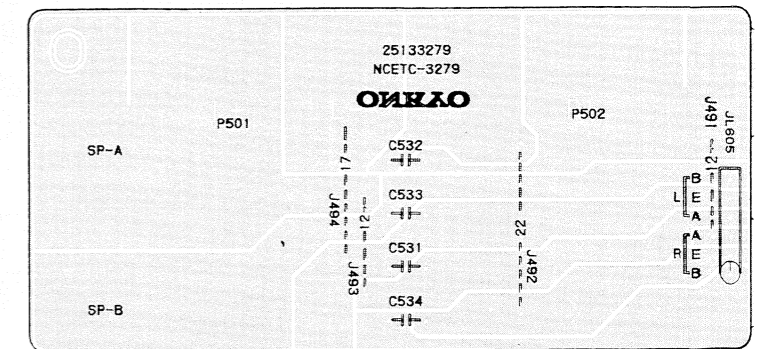 25133279
NCETC-3279
ONKYO
P501
P502
J491
JL605
SP-A
C532
17
12
B
L E
A
C533
J494
12
22
A
R E
B
C531
J493
J492
C534
SP-B